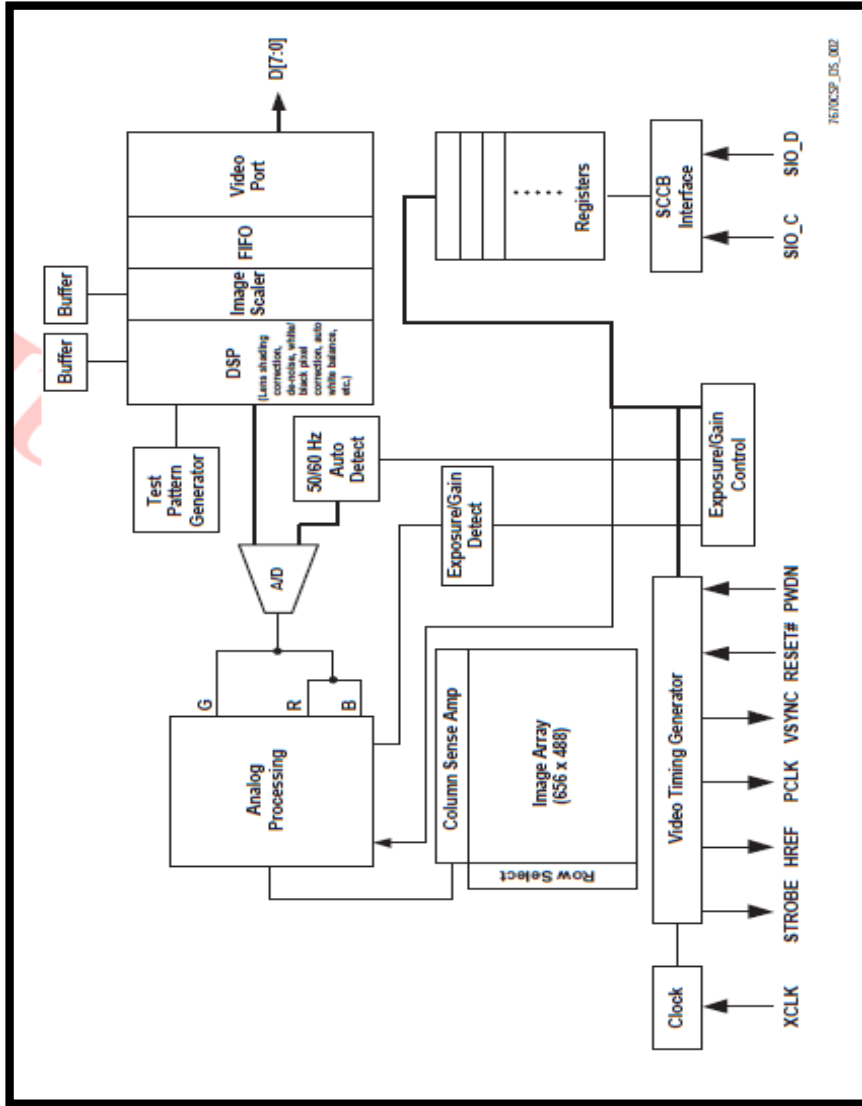 Buffer
Buffer
DSP
(Lens shading
correction,
de-noise, white/
black pixel
correction, auto
white balance,
etc.)
Image
Scaler
FIFO
Video
Port
D[7:0]
Test
Pattern
Generator
50/60 Hz
Auto
Detect
A/D
G
R
B
Analog
Processing
Exposure/Gain
Detect
Registers
Column Sense Amp
Row Select
Image Array
(656 x 488)
Exposure/Gain
Control
SCCB
Interface
Clock
Video Timing Generator
XCLK
STROBE
HREF
PCLK
VSYNC
RESET#
PWDN
SIO_C
SIO_D
7670CSP_DS_002